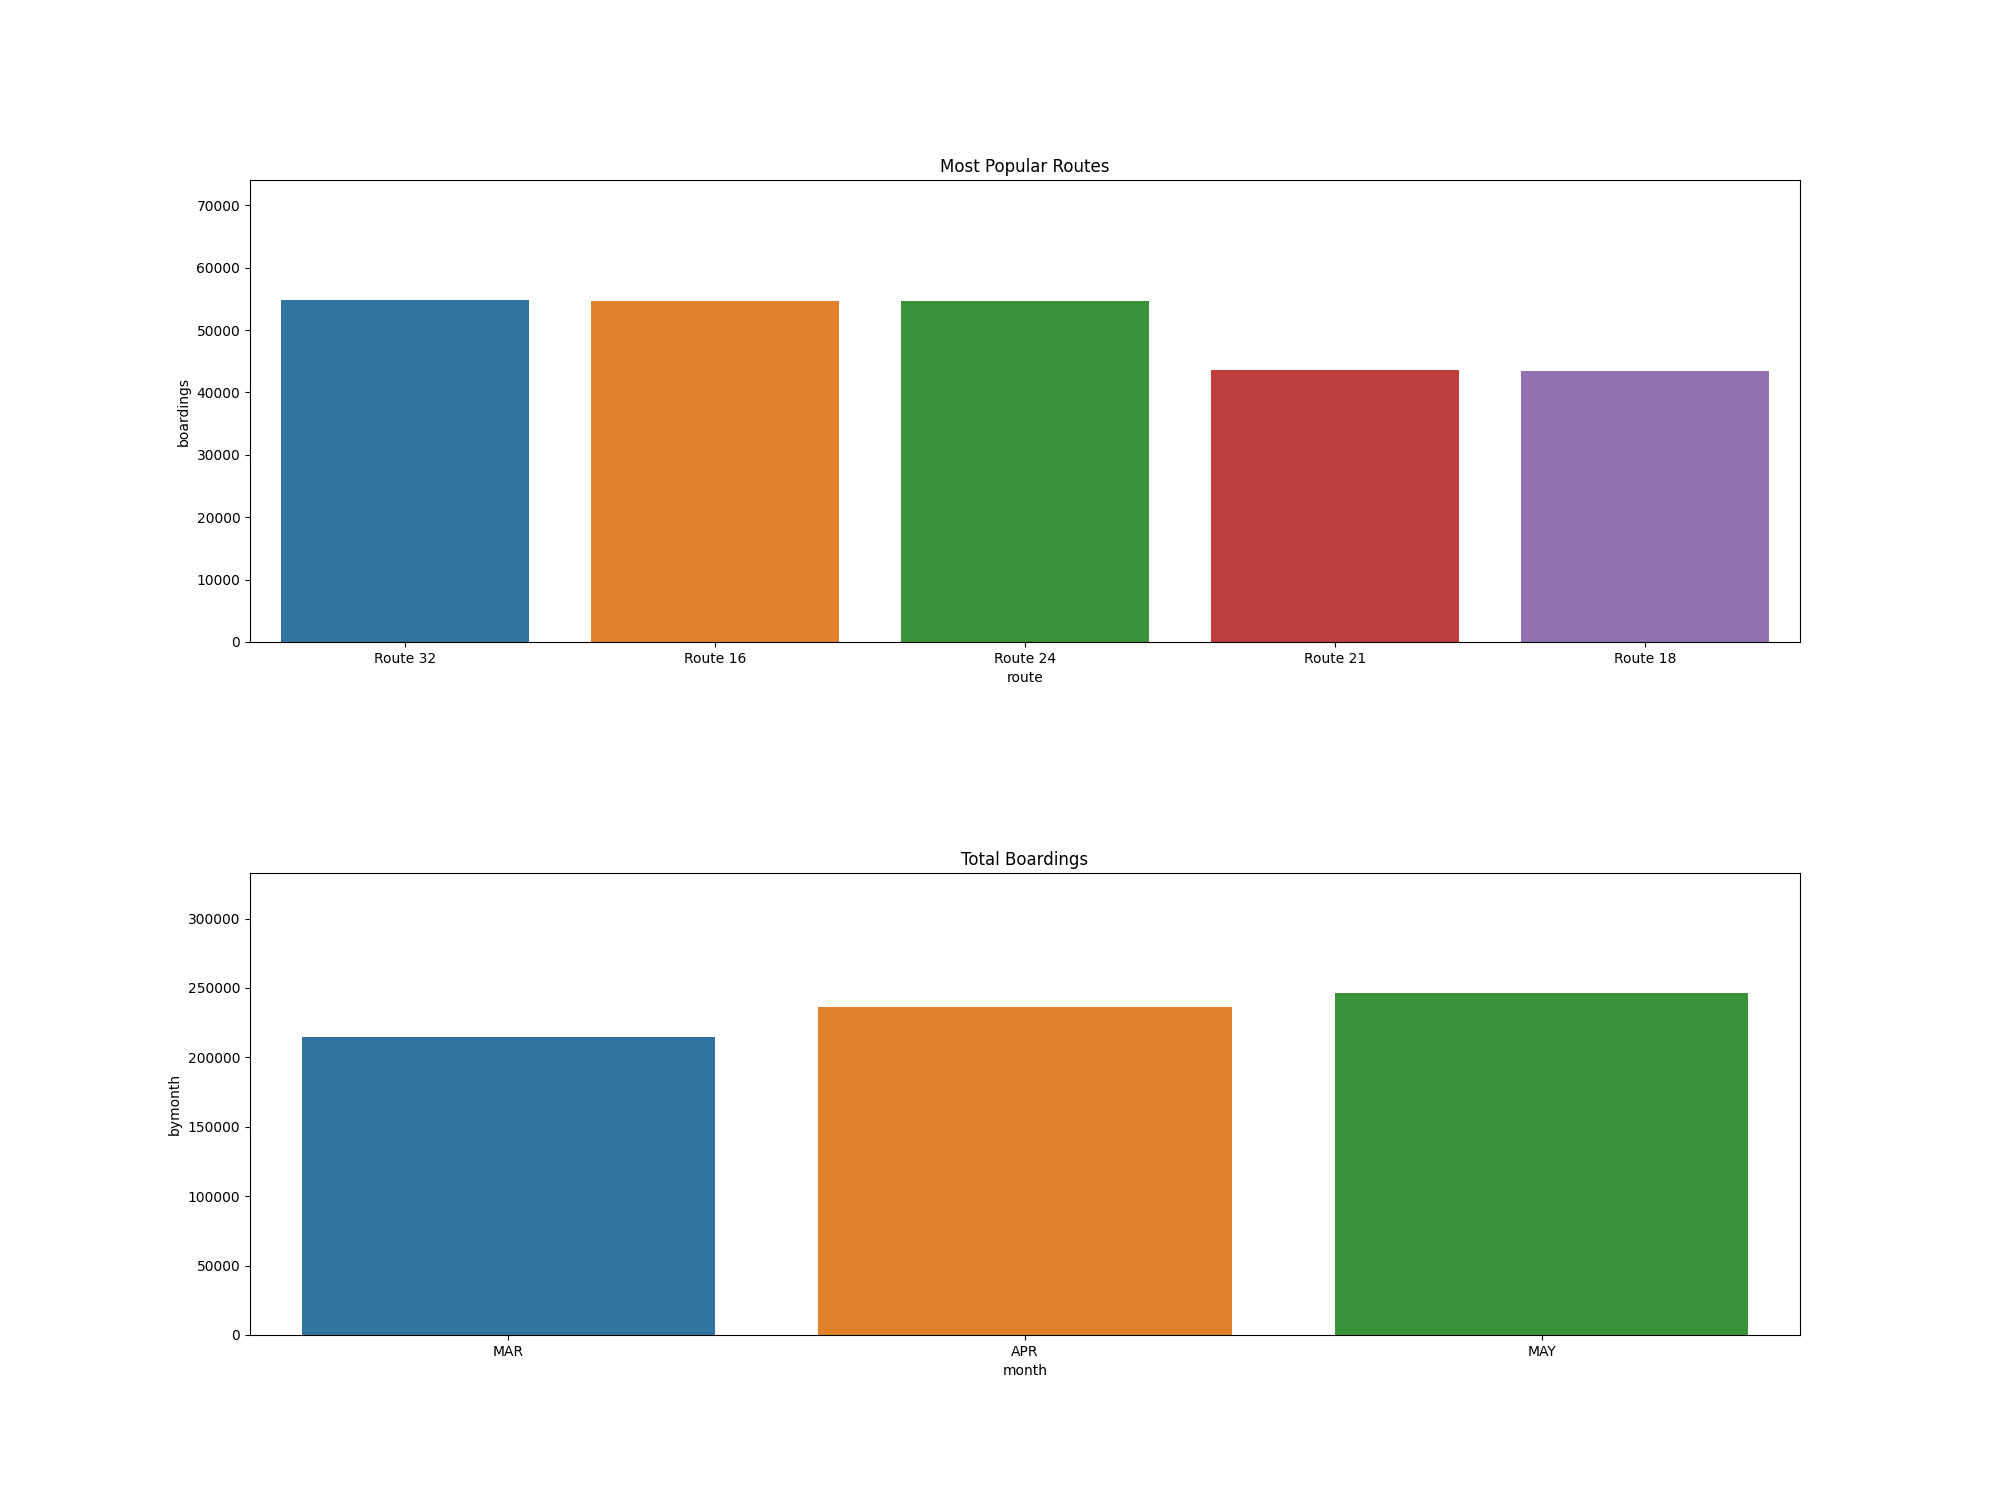 Most Popular Routes
70000
60000
50000
40000
30000
20000
10000
0
boardings
Route 32 Route 16 Route 24 Route 21 Route 18
route
Total Boardings
300000
250000
200000
150000
100000
50000
0
bymonth
MAR APR MAY
month